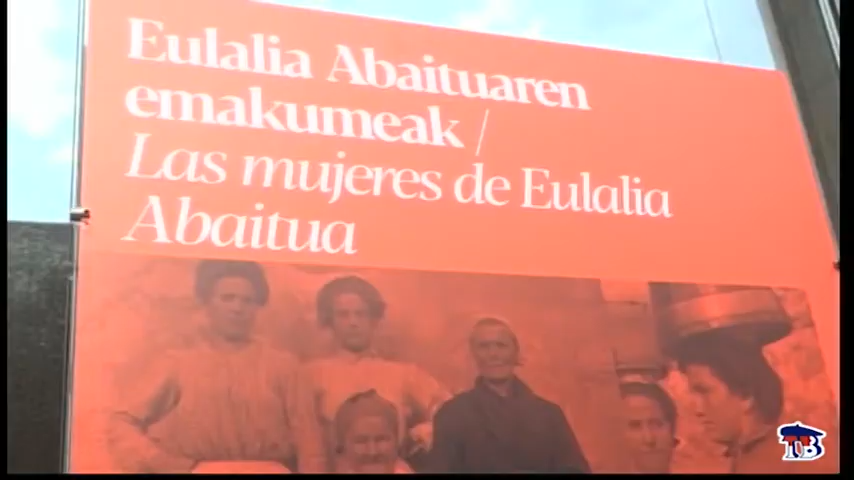 Eulalia Abaituaren
emakumeak /
Las mujeres de Eulalia
Abaitua